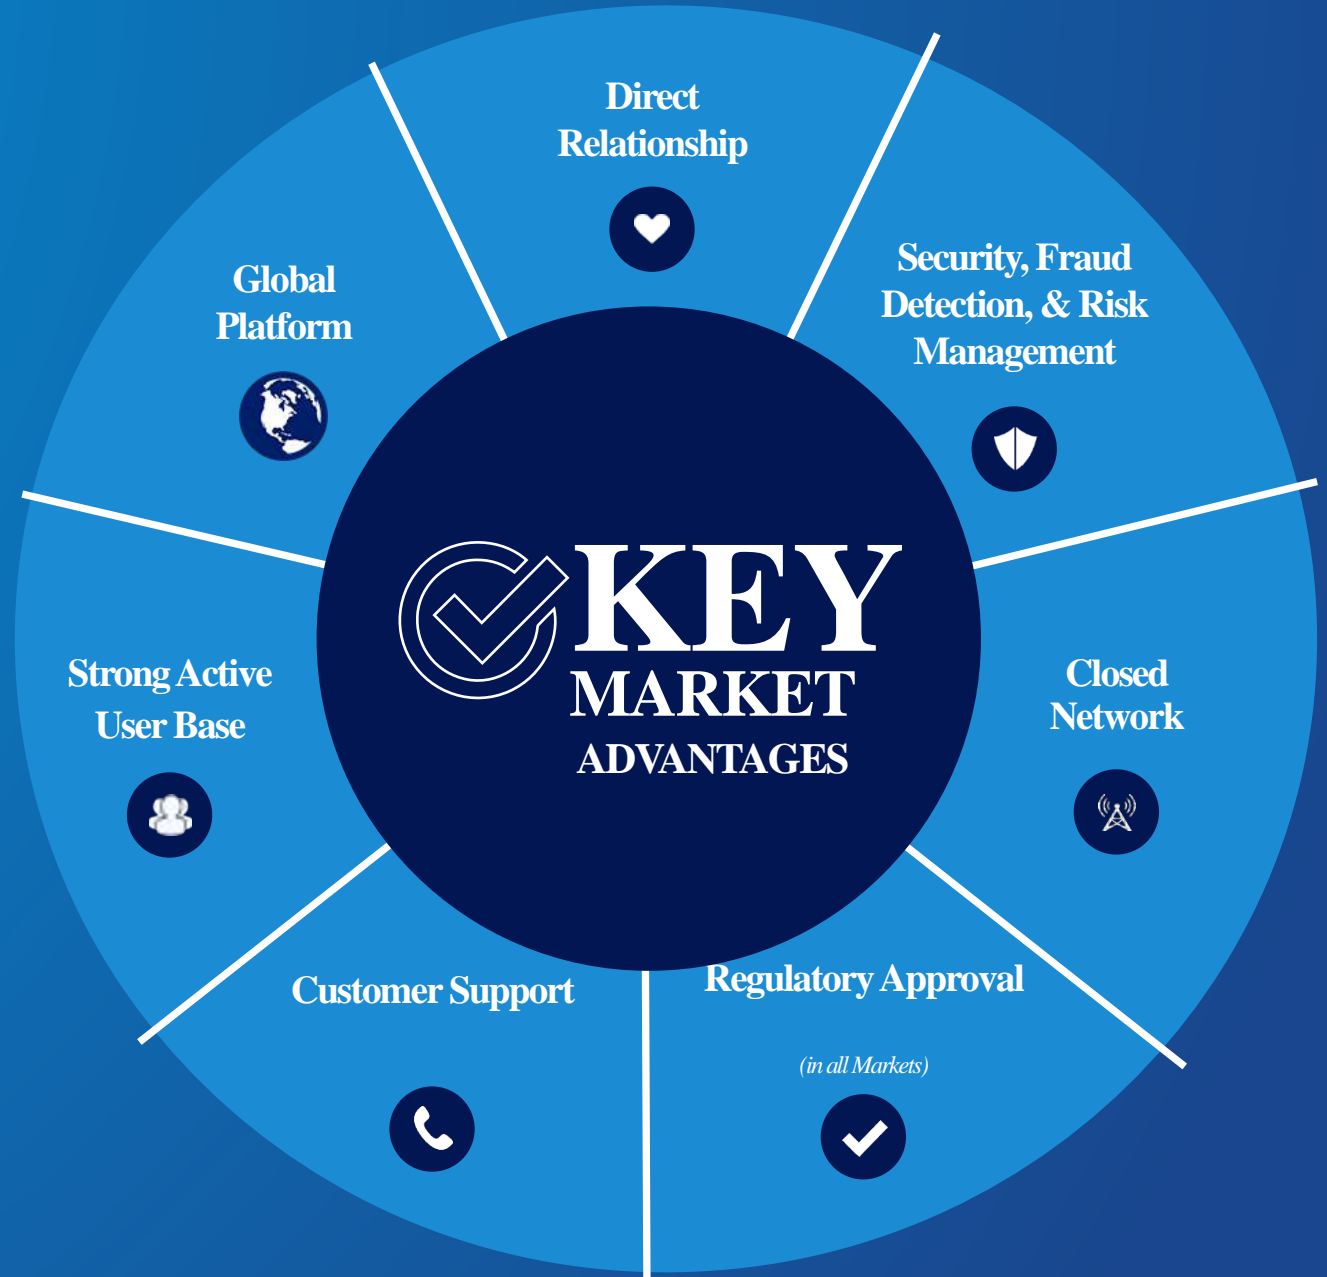 Direct
Relationship
Security, Fraud
Detection, & Risk
Management
Global
Platform
KEY
MARKET
ADVANTAGES
Strong Active
User Base
Closed
Network
Customer Support
Regulatory Approval
(in all Markets)